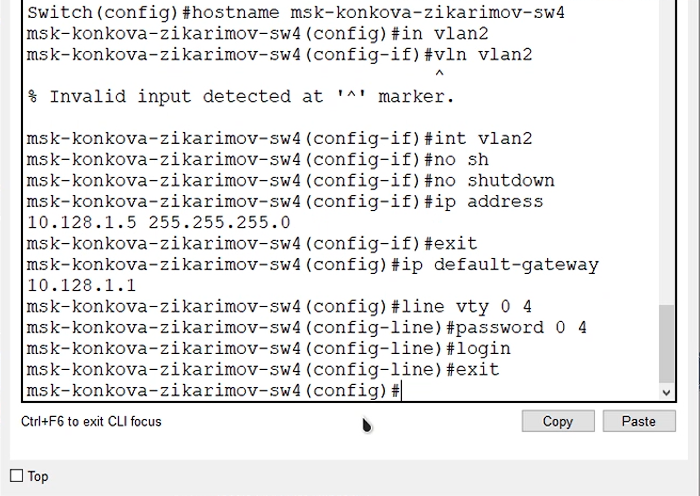 Switch(config)#hostname msk-konkova-zikarimov-sw4
msk-konkova-zikarimov-sw4(config)#in vlan2
msk-konkova-zikarimov-sw4(config-if)#vln vlan2
^
% Invalid input detected at '^' marker.
msk-konkova-zikarimov-sw4(config-if)#int vlan2
msk-konkova-zikarimov-sw4(config-if)#no sh
msk-konkova-zikarimov-sw4(config-if)#no shutdown
msk-konkova-zikarimov-sw4(config-if)#ip address
10.128.1.5 255.255.255.0
msk-konkova-zikarimov-sw4(config-if)#exit
msk-konkova-zikarimov-sw4(config)#ip default-gateway
10.128.1.1
msk-konkova-zikarimov-sw4(config)#line vty 0 4
msk-konkova-zikarimov-sw4(config-line)#password 0 4
msk-konkova-zikarimov-sw4(config-line)#login
msk-konkova-zikarimov-sw4(config-line)#exit
msk-konkova-zikarimov-sw4(config)#
Ctrl+F6 to exit CLI focus
Copy
Paste
Top